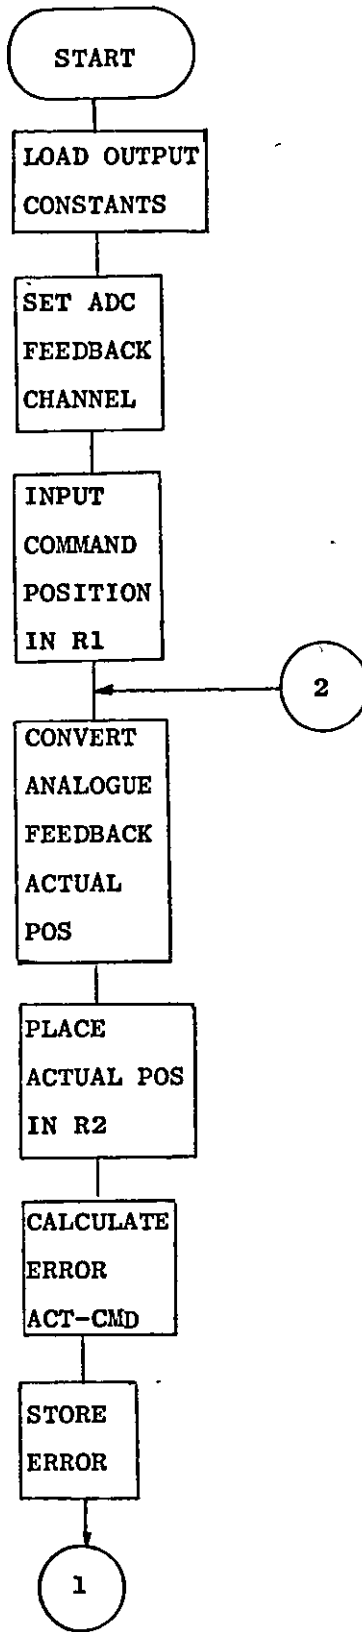 START
LOAD OUTPUT
CONSTANTS
SET ADC
FEEDBACK
CHANNEL
INPUT
COMMAND
POSITION
IN R1
2
CONVERT
ANALOGUE
FEEDBACK
ACTUAL
POS
PLACE
ACTUAL POS
IN R2
CALCULATE
ERROR
ACT-CMD
STORE
ERROR
1